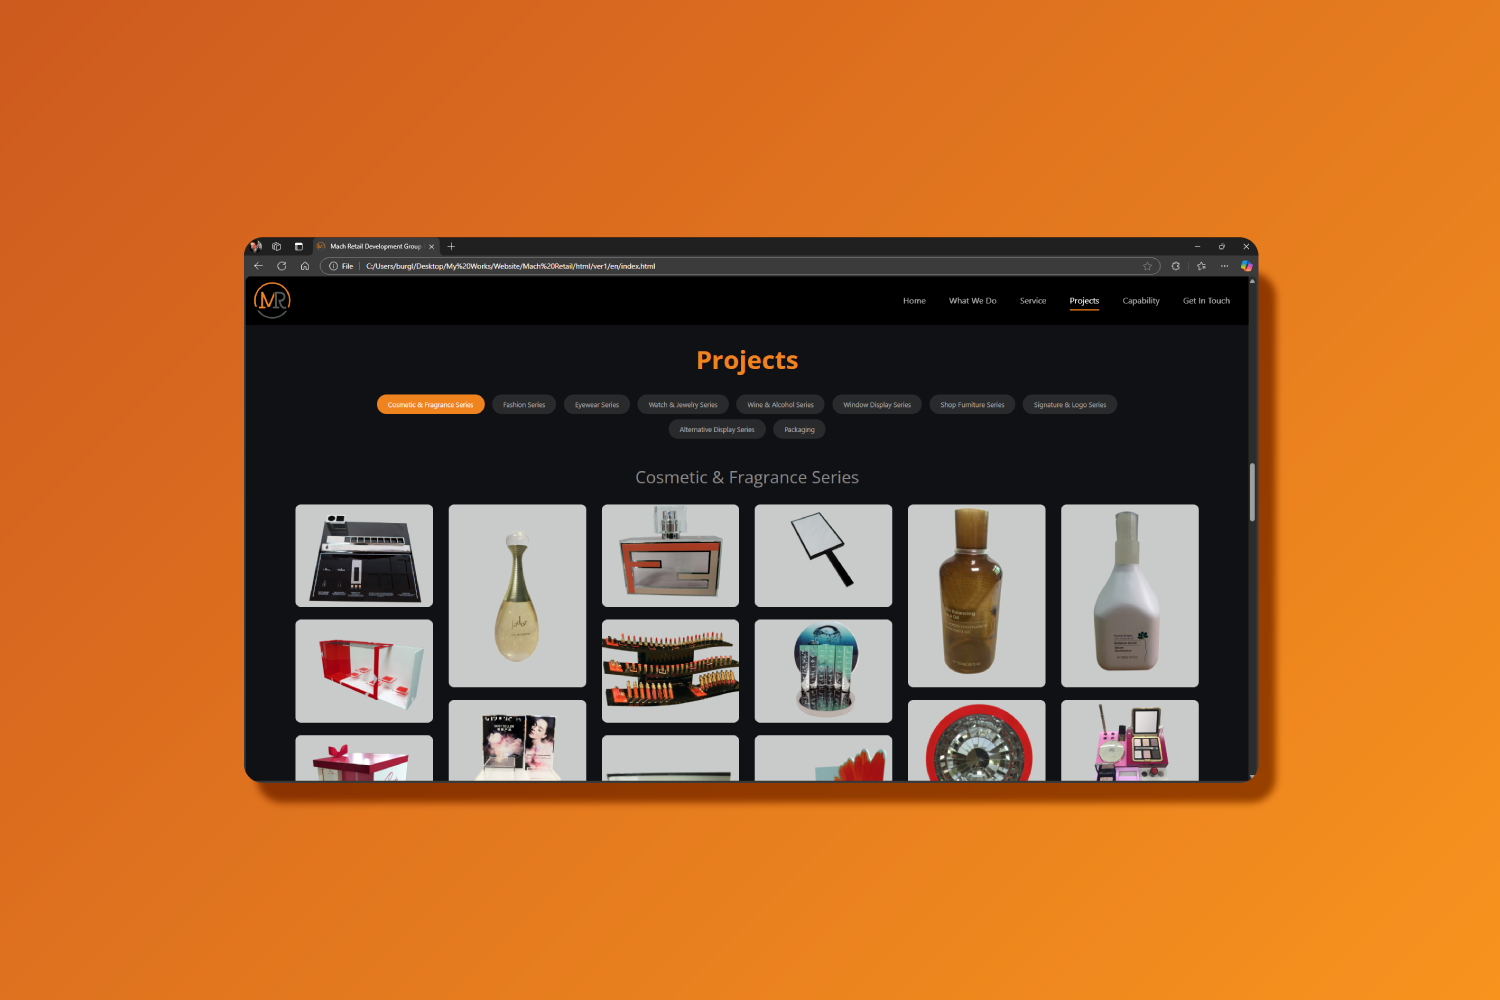 Mach Retail Development Group
File
C:/Users/burgl/Desktop/My%20Works/Website/Mach%20Retail/html/ver1/en/index.html
MR
Home What We Do Service Projects Capability Get In Touch
Projects
Cosmetic & Fragrance Series Fashion Series Eyewear Series Watch & Jewelry Series Wine & Alcohol Series Window Display Series Shop Furniture Series Signature & Logo Series
Alternative Display Series Packaging
Cosmetic & Fragrance Series